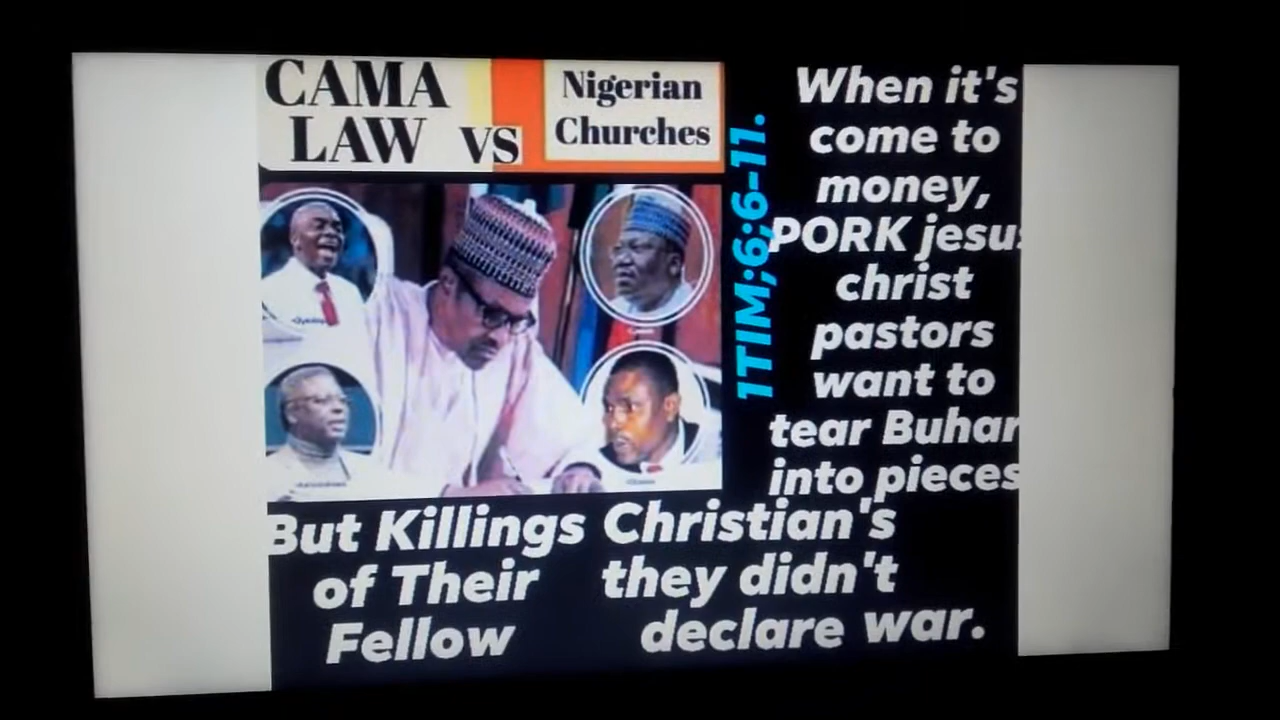 CAMA
LAW VS
Nigerian
Churches
1TIM;6;6-11.
When it's
come to
money,
PORK jesus
christ
pastors
want to
tear Buhar
into pieces
But Killings
of Their
Fellow
Christian's
they didn't
declare war.